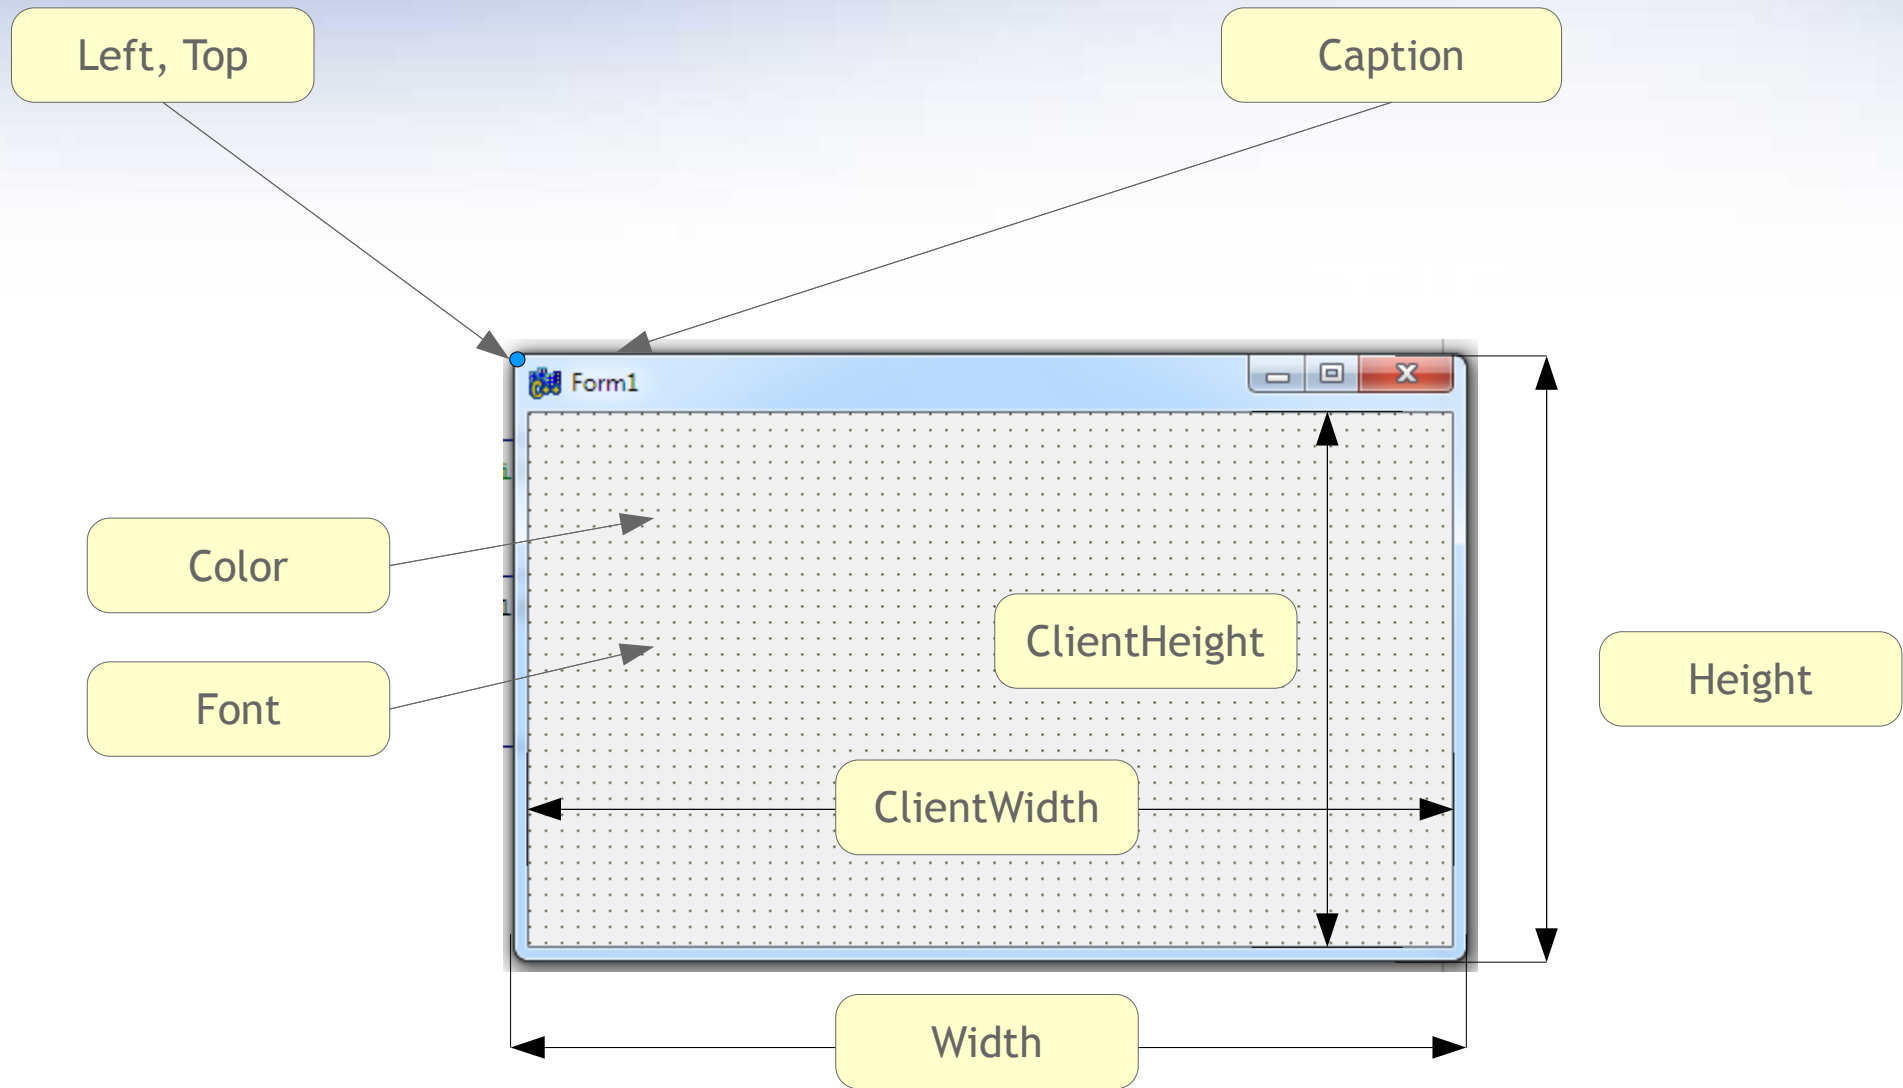 Left, Top
Caption
Form1
Color
ClientHeight
Height
Font
ClientWidth
Width